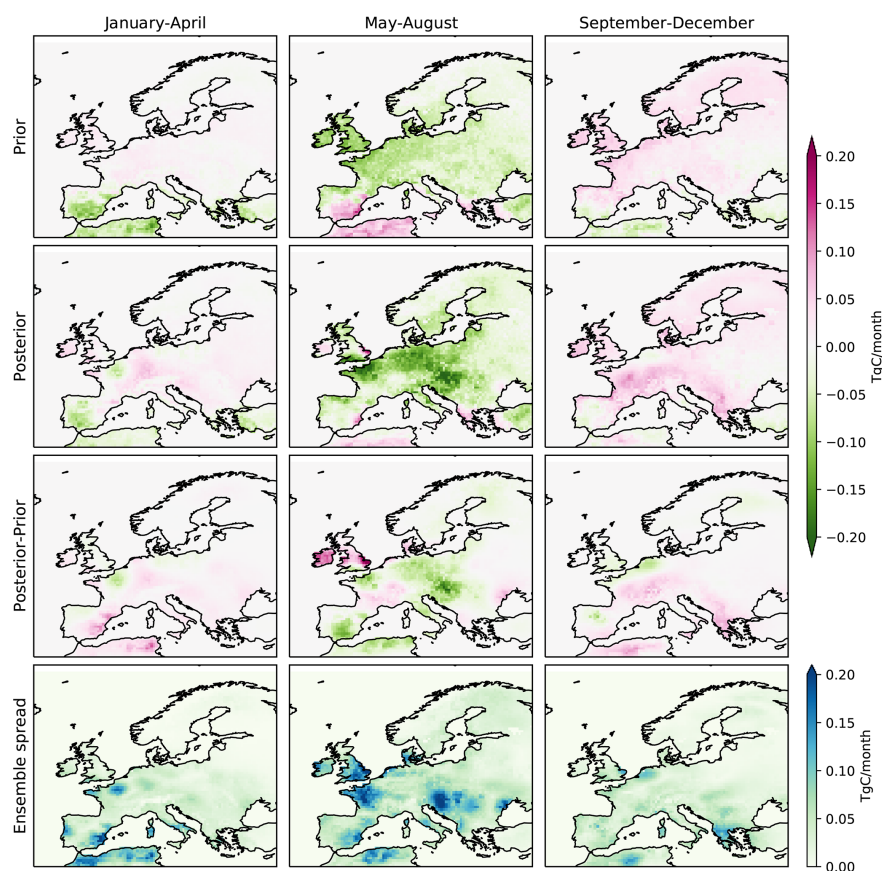 January-April May-August September-December
Prior
Posterior
Posterior-Prior
Ensemble spread
0.20
0.15
0.10
0.05
0.00
−0.05
−0.10
−0.15
−0.20
TgC/month
0.20
0.15
0.10
0.05
0.00
TgC/month